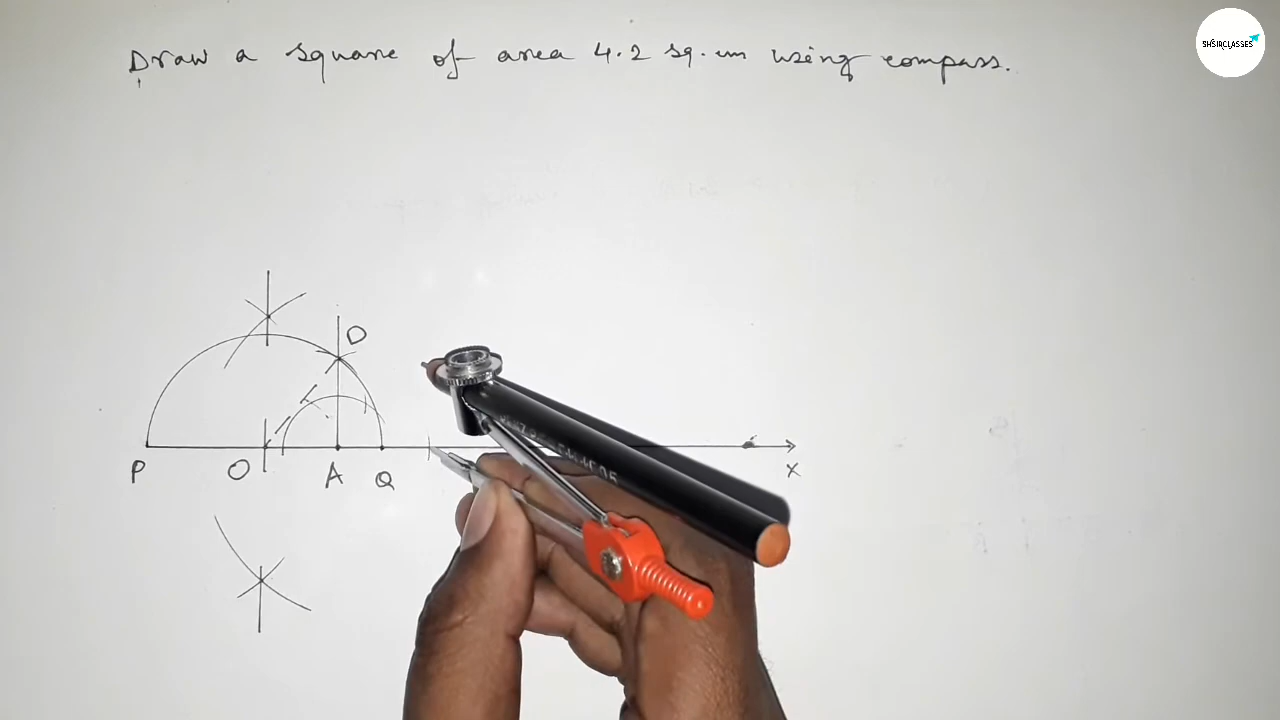 Draw a square of area 4.2 sq.cm using compass.
SHSIRCLASSES
D
P O A Q X